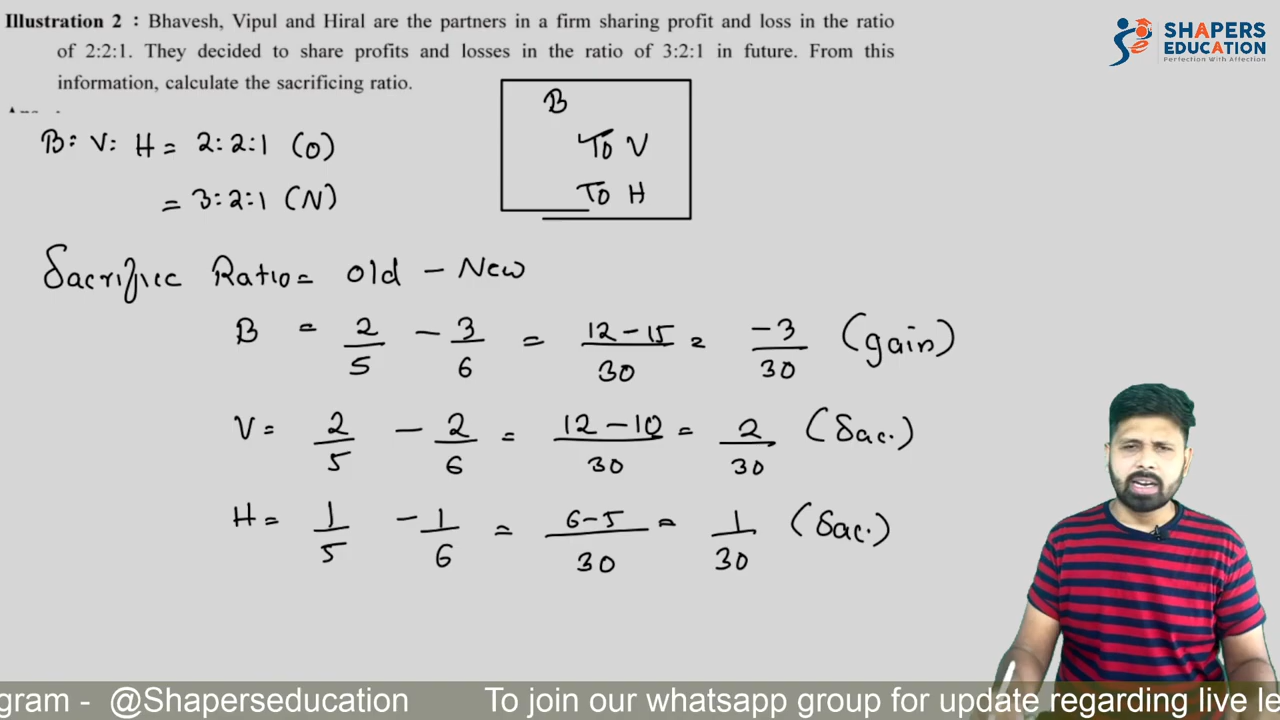 Illustration 2 : Bhavesh, Vipul and Hiral are the partners in a firm sharing profit and loss in the ratio
of 2:2:1. They decided to share profits and losses in the ratio of 3:2:1 in future. From this
information, calculate the sacrificing ratio.
SHAPERS
EDUCATION
Perfection With Affection
B: V: H = 2:2:1 (O)
= 3:2:1 (N)
B
To V
To H
Sacrific Ratio = Old - New
B = 2/5 - 3/6 = 12-15/30 = -3/30 (gain)
V = 2/5 - 2/6 = 12-10/30 = 2/30 (Sac.)
H = 1/5 - 1/6 = 6-5/30 = 1/30 (Sac.)
gram - @Shaperseducation To join our whatsapp group for update regarding live le